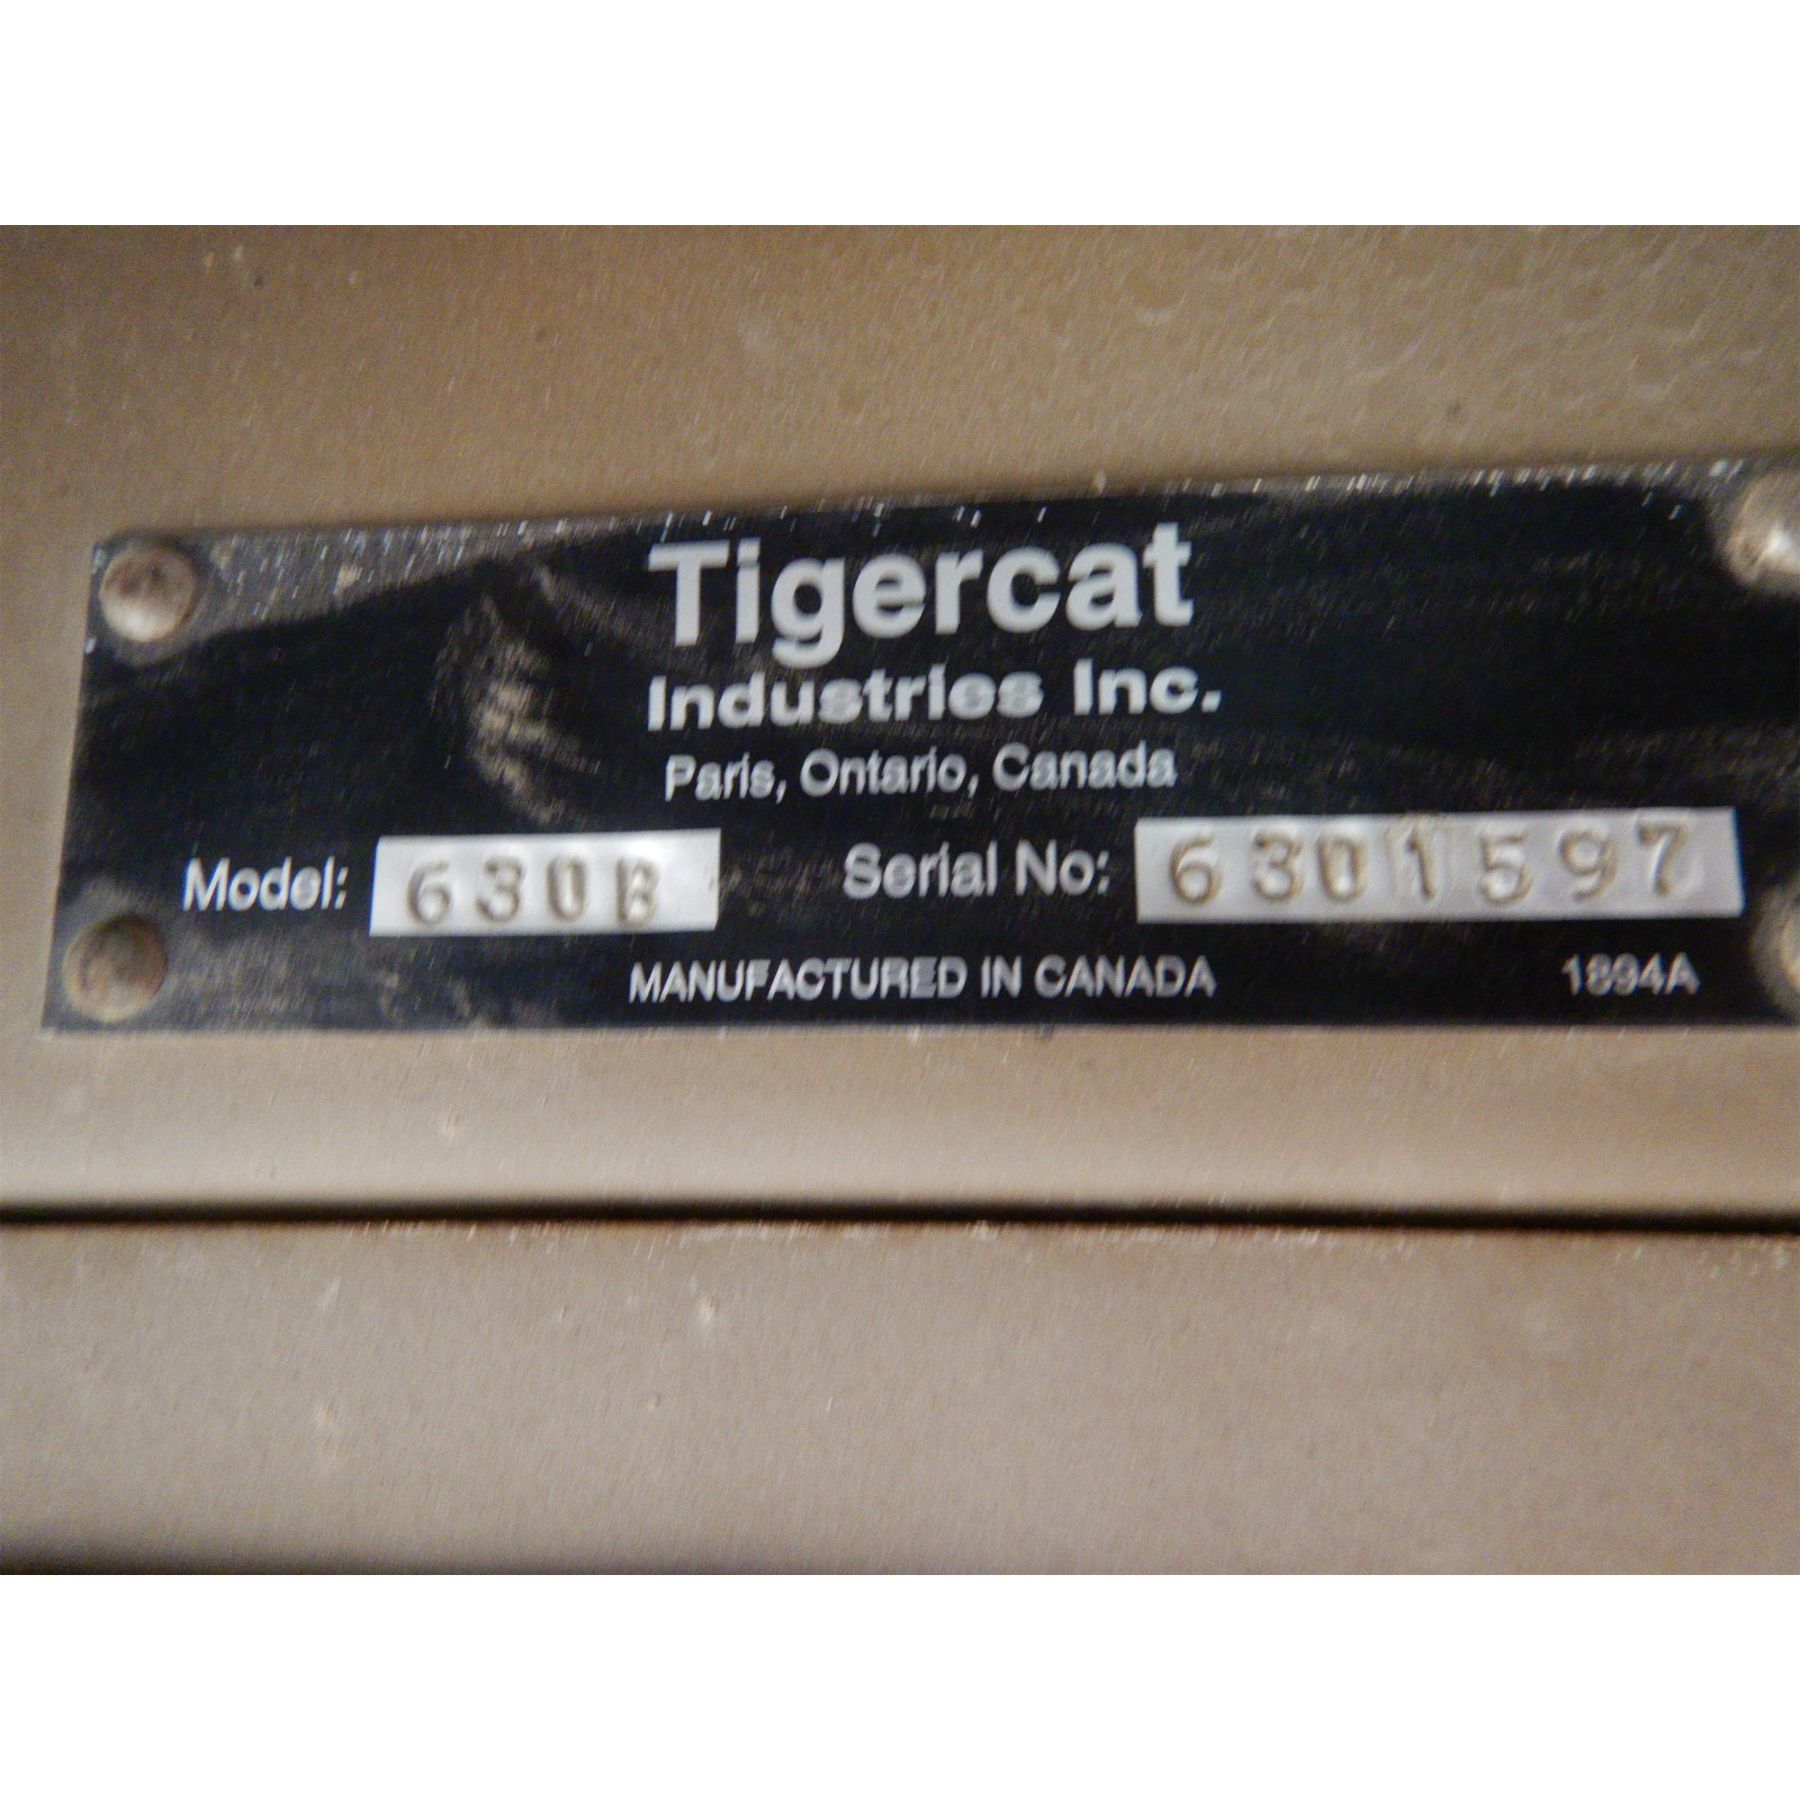 Tigercat
Industries Inc.
Paris, Ontario, Canada
Model: 630B Serial No: 6301597
MANUFACTURED IN CANADA 1894A